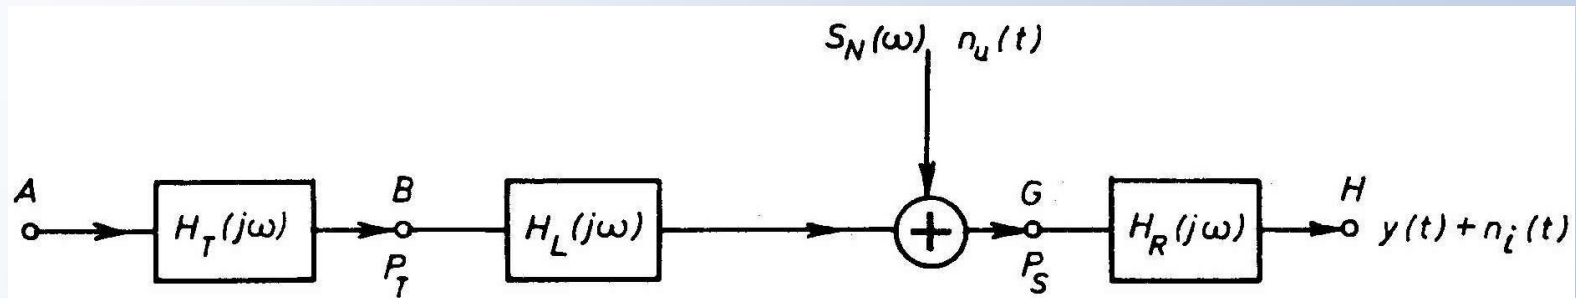 S_N(ω) n_u(t)
A B G H
H_T(jω) H_L(jω) + H_R(jω) y(t) + n_i(t)
P_T P_S